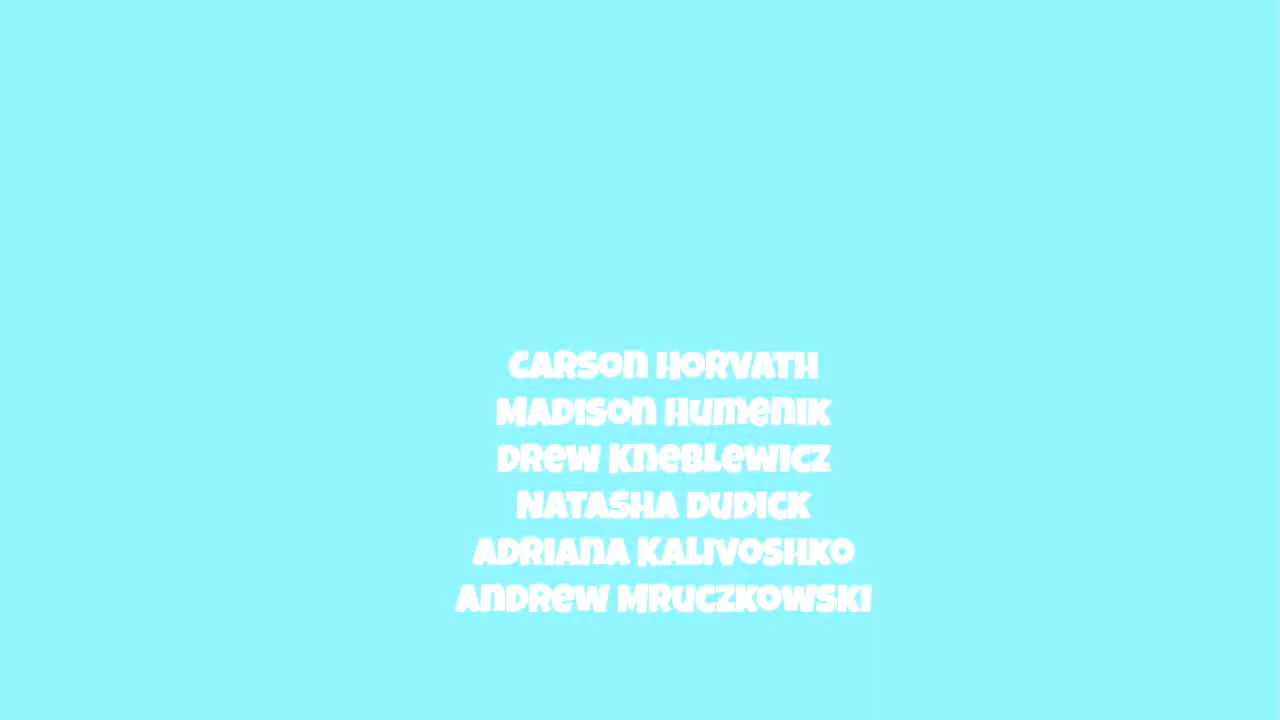 Carson Horvath
Madison Humenik
Drew Kneblewicz
Natasha Dudick
Adriana Kalivoshko
Andrew Mruczkowski